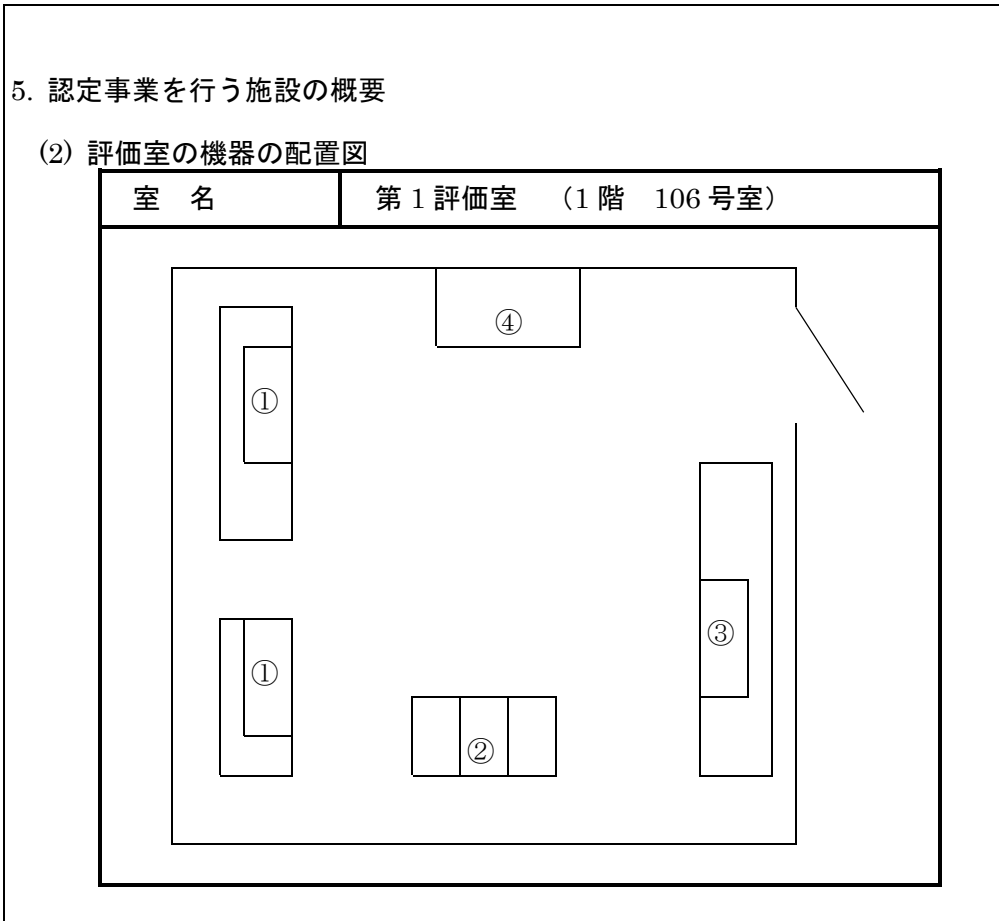 5. 認定事業を行う施設の概要
(2) 評価室の機器の配置図
室 名 第1評価室 （1階 106号室）
④
①
③
①
②